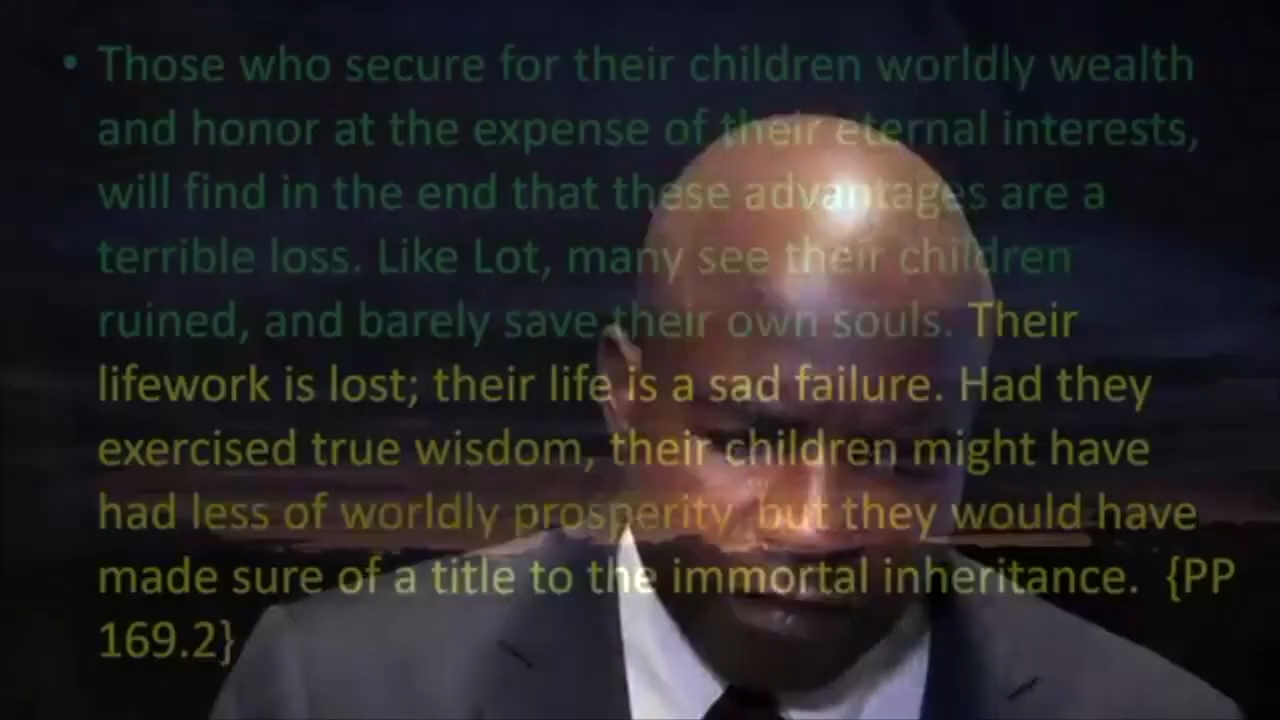 • Those who secure for their children worldly wealth
and honor at the expense of their eternal interests,
will find in the end that these advantages are a
terrible loss. Like Lot, many see their children
ruined, and barely save their own souls. Their
lifework is lost; their life is a sad failure. Had they
exercised true wisdom, their children might have
had less of worldly prosperity, but they would have
made sure of a title to the immortal inheritance. {PP
169.2}